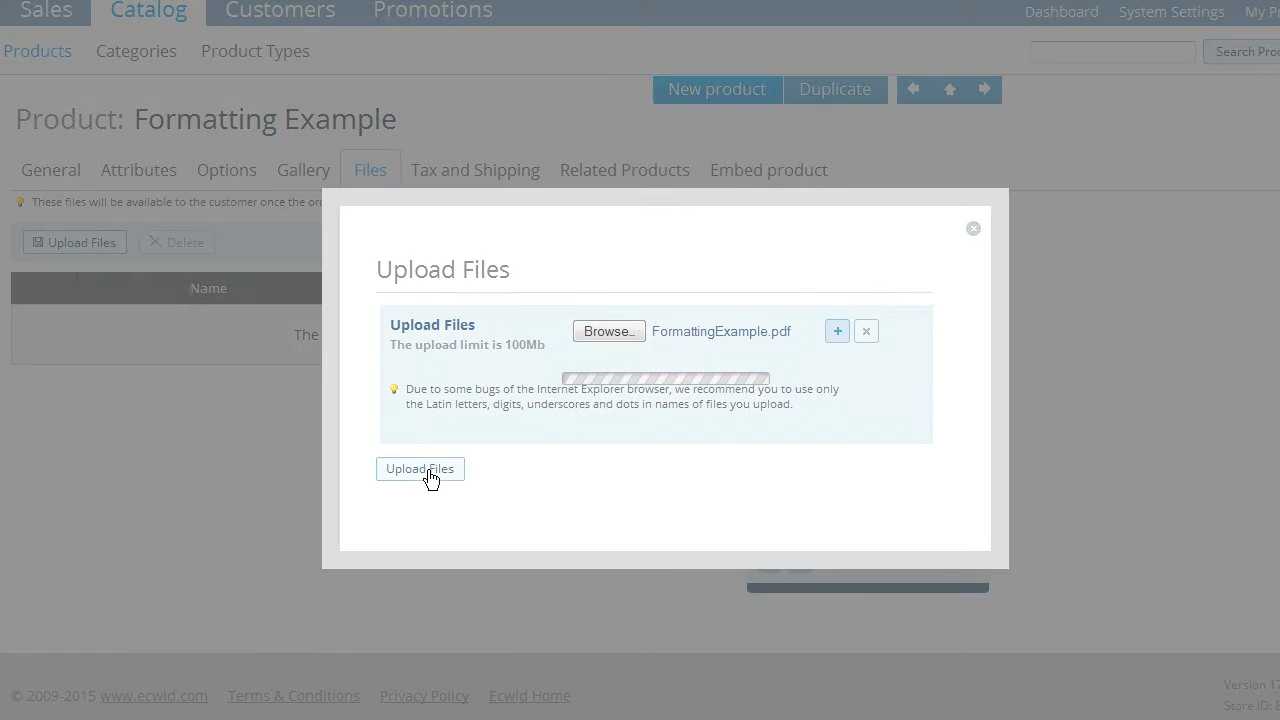 Sales Catalog Customers Promotions Dashboard System Settings My
Products Categories Product Types Search
New product Duplicate
Product: Formatting Example
General Attributes Options Gallery Files Tax and Shipping Related Products Embed product
These files will be available to the customer once the
Upload Files Delete
Name
The
Upload Files
Upload Files Browse.. FormattingExample.pdf
The upload limit is 100Mb
Due to some bugs of the Internet Explorer browser, we recommend you to use only
the Latin letters, digits, underscores and dots in names of files you upload.
Upload Files
© 2009-2015 www.ecwid.com Terms & Conditions Privacy Policy Ecwid Home
Version
Store ID: